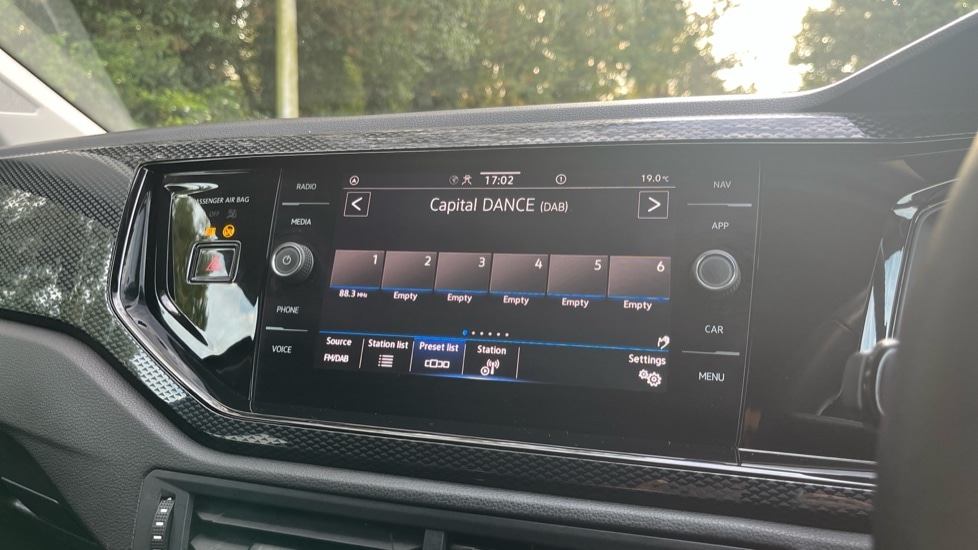 PASSENGER AIR BAG
OFF
RADIO
MEDIA
PHONE
VOICE
17:02
19.0 °C
Capital DANCE (DAB)
1 2 3 4 5 6
88.3 MHz Empty Empty Empty Empty Empty
Source Station list Preset list Station Settings
FM/DAB
NAV
APP
CAR
MENU